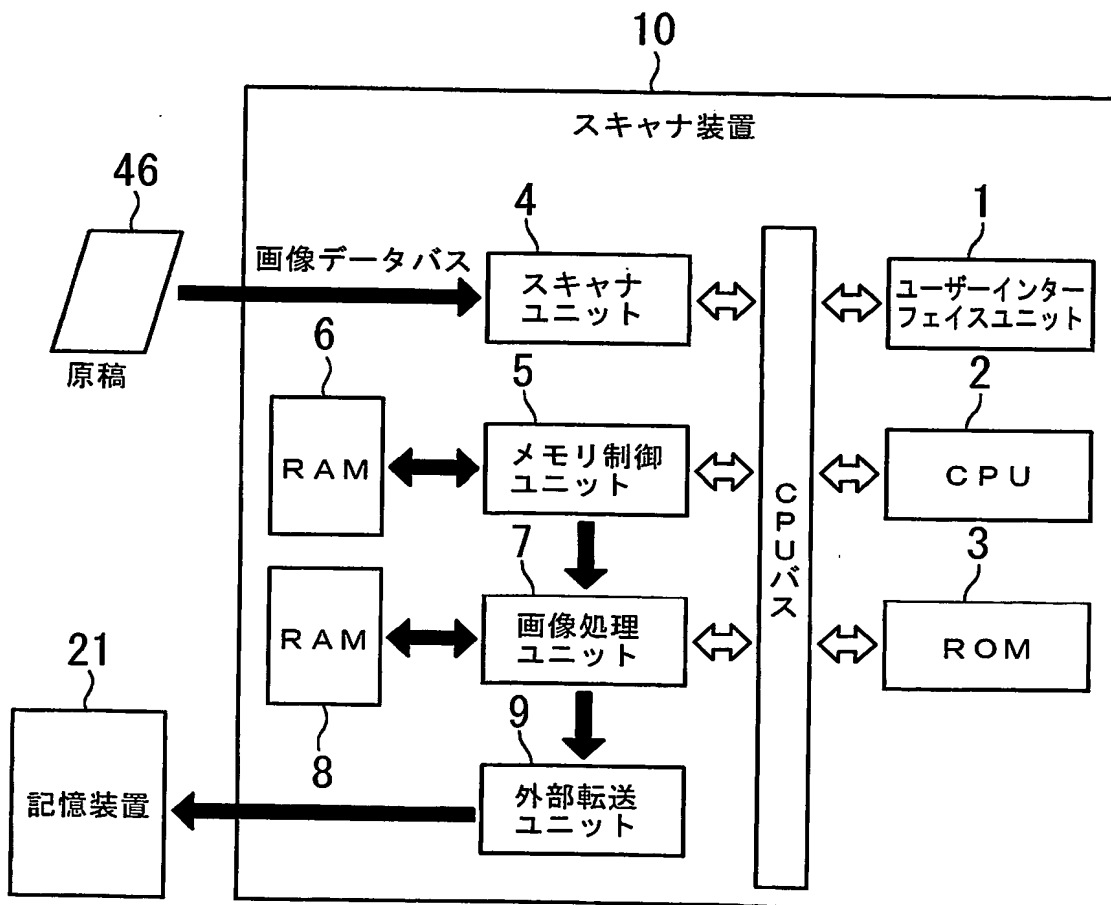 10
スキャナ装置
46
原稿
画像データバス
4
スキャナ
ユニット
1
ユーザーインター
フェイスユニット
6
RAM
5
メモリ制御
ユニット
2
CPU
CPUバス
7
画像処理
ユニット
RAM
8
3
ROM
21
記憶装置
9
外部転送
ユニット